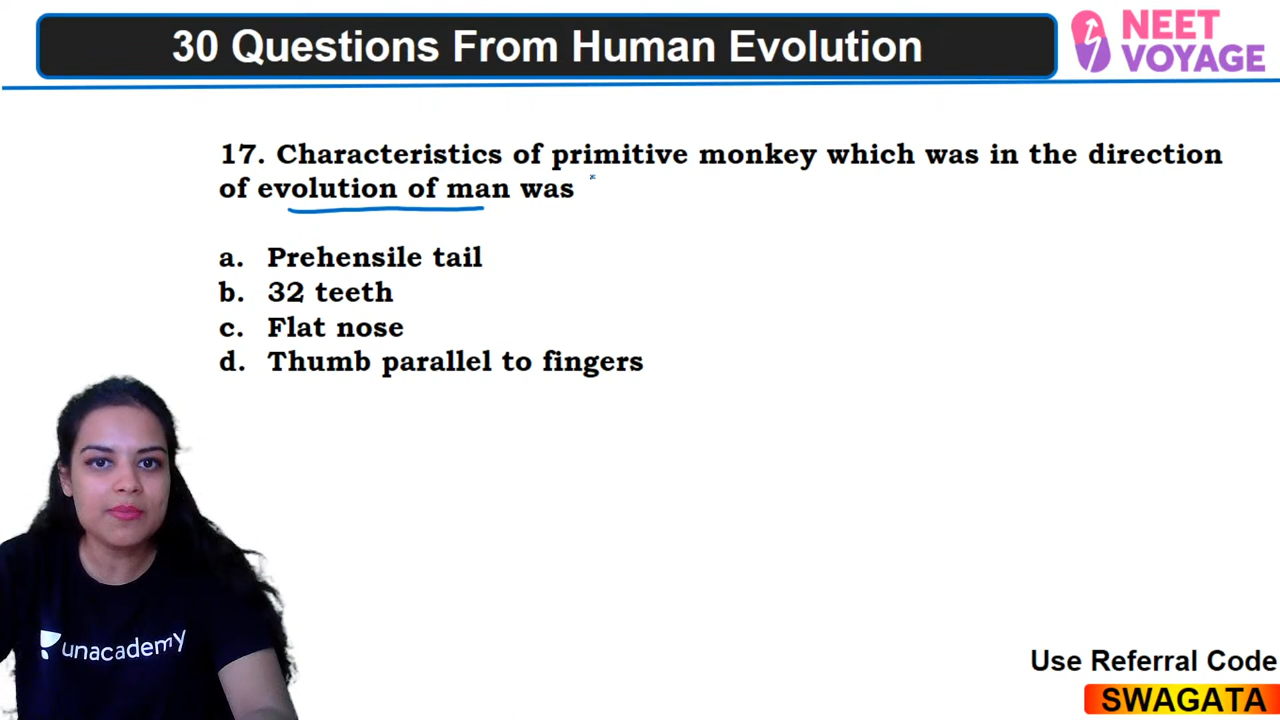 30 Questions From Human Evolution
NEET
VOYAGE
17. Characteristics of primitive monkey which was in the direction
of evolution of man was
a. Prehensile tail
b. 32 teeth
c. Flat nose
d. Thumb parallel to fingers
unacademy
Use Referral Code
SWAGATA